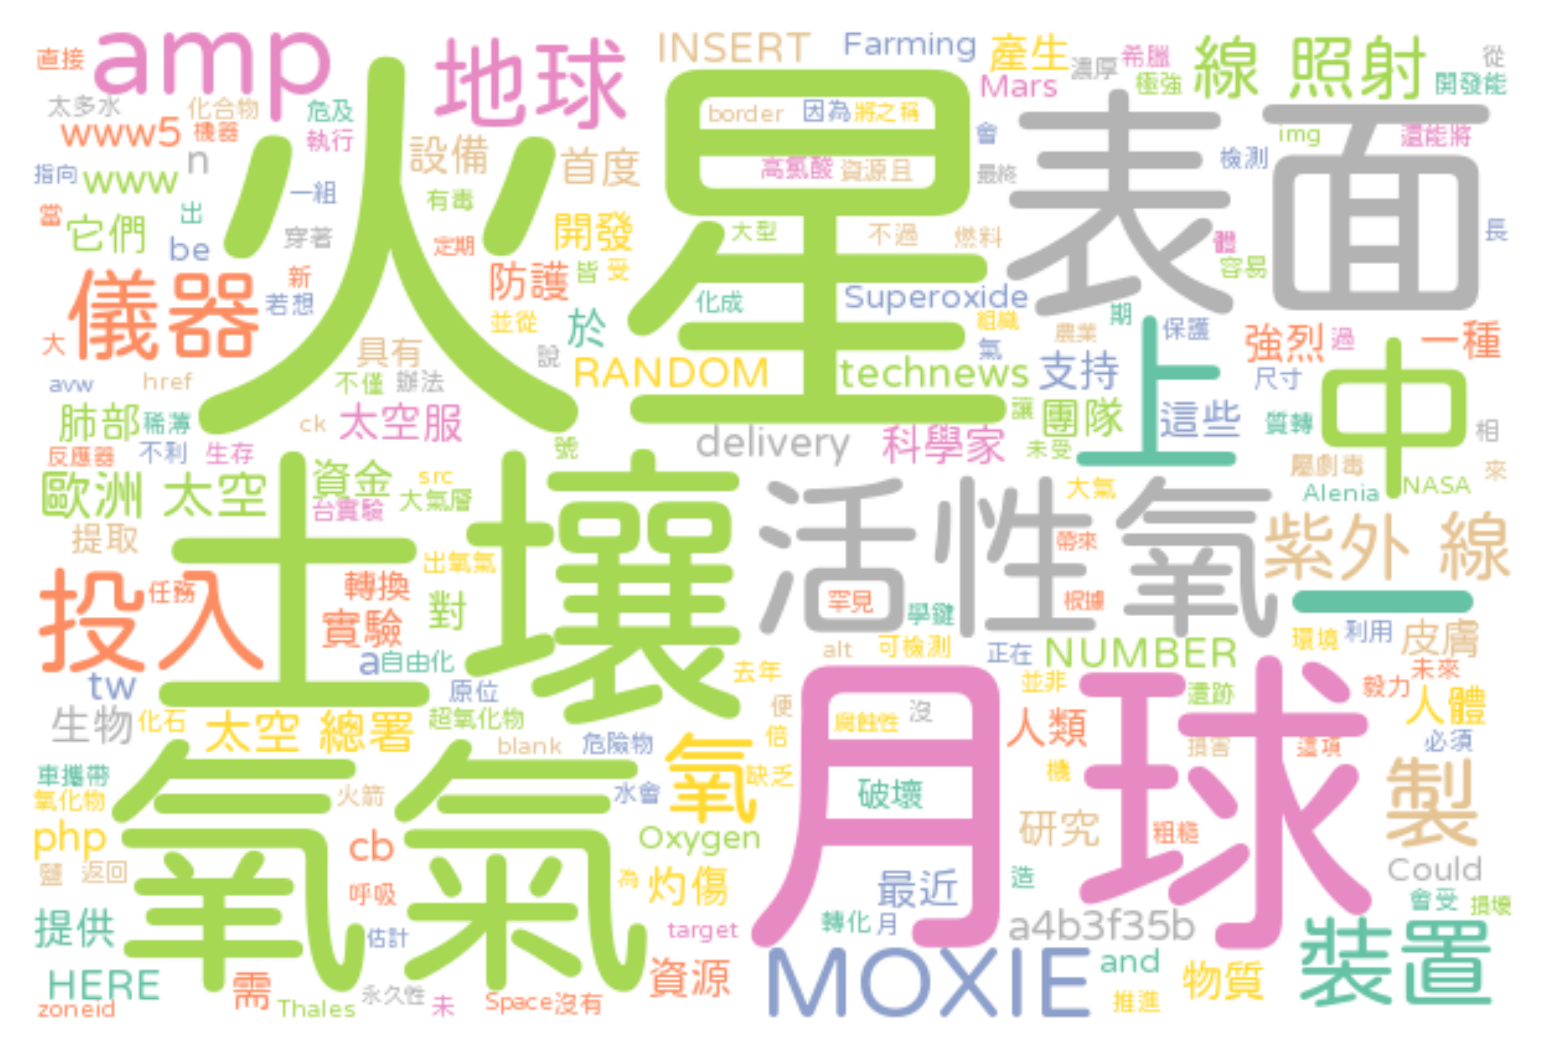 直接 amp 地球 INSERT Farming 產生 濃厚 希臘 線 照射 從
太多水 化合物 危及 Mars 極強 開發能
www5 機器 執行 border 因為 將之稱 會 img 還能將
指向 www n 設備 首度 高氯酸 資源且 最終 檢測
火星 表面
當 它們 出 be 一組 有毒 開發 大型 不過 燃料 體 長
穿著 定期 容易
儀器 新 若想 防護 皆 受 化成 Superoxide 期 保護
大 並從 於 組織 農業 上 強烈 過 一種
avw href 具有 說 RANDOM technews 氣 支持 尺寸 中
不僅 辦法
肺部 稀薄 ck 太空服 delivery 科學家 讓 團隊 這些 質轉 相
反應器 不利 生存 號 未受 屬劇毒 來
歐洲 太空 資金 src 大氣 Alenia NASA
台實驗 大氣層
土壤 活性氧 紫外 線
提取 出氧氣 帶來
投入 任務 轉換 罕見 學鍵 根據 一
實驗 對 環境 利用 皮膚
a 自由化 去年 alt 可檢測 正在 NUMBER 未來
tw 原位 並非 遺跡 毅力
生物 化石 太空 總署 超氧化物 便 腐蝕性 沒 人類 月球 人體
blank 危險物 倍 損害 這項 必須
車攜帶 氧 缺乏 機 製
氧化物 火箭 水會 破壞
氧氣
php cb Oxygen 研究 粗糙
鹽 返回 呼吸 為 灼傷 最近 造 Could
提供 估計 target 轉化 月 a4b3f35b 會受 損壞
HERE 需 永久性 資源 MOXIE and 物質 裝置
zoneid Thales 未 Space沒有 推進